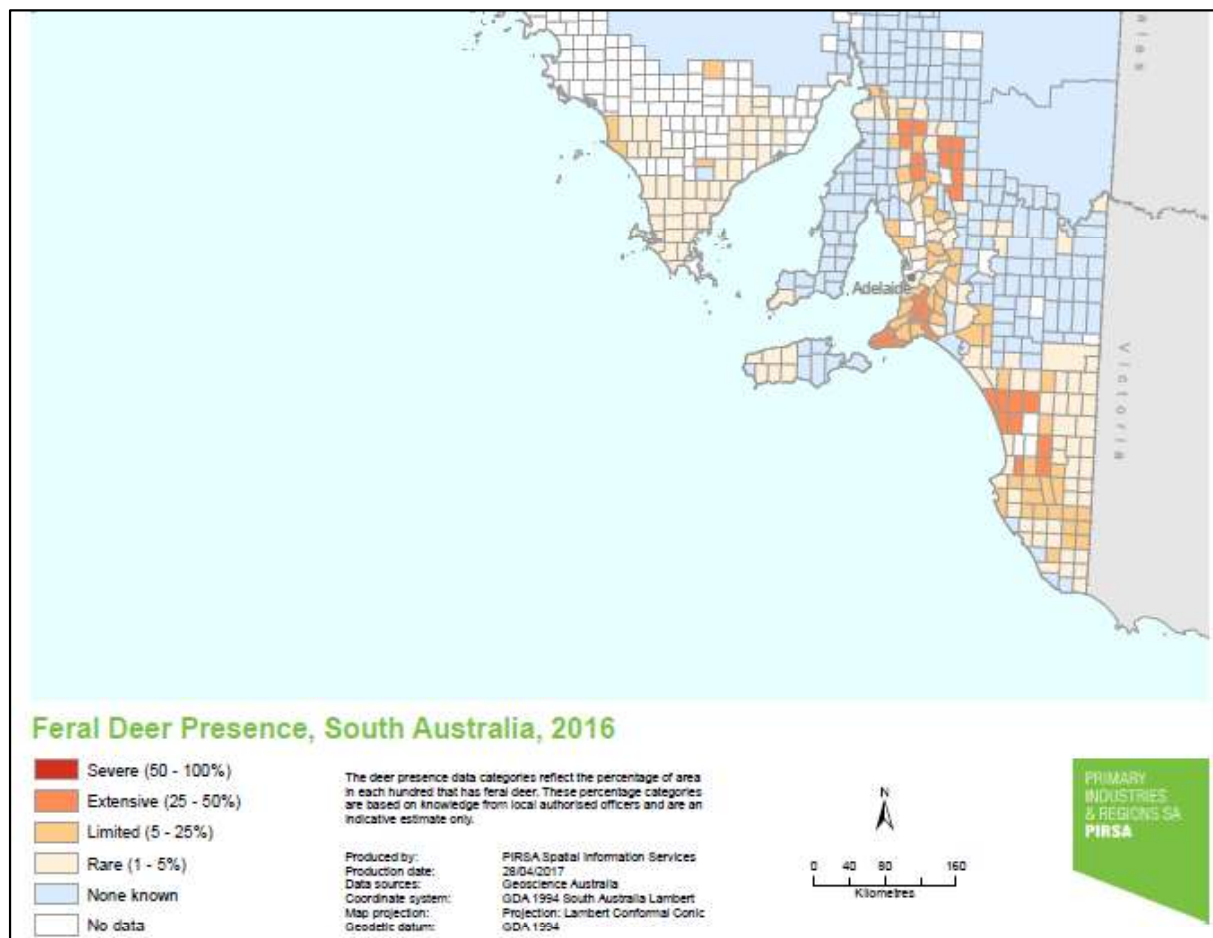 ales
Adelaide
Victoria
Feral Deer Presence, South Australia, 2016
Severe (50 - 100%)
Extensive (25 - 50%)
Limited (5 - 25%)
Rare (1 - 5%)
None known
No data
The deer presence data categories reflect the percentage of area
in each hundred that has feral deer. These percentage categories
are based on knowledge from local authorised officers and are an
indicative estimate only.
Produced by: PIRSA Spatial Information Services
Production date: 28/04/2017
Data sources: Geoscience Australia
Coordinate system: GDA 1994 South Australia Lambert
Map projection: Projection: Lambert Conformal Conic
Geodetic datum: GDA 1994
N
0 40 80 160
Kilometres
PRIMARY
INDUSTRIES
& REGIONS SA
PIRSA